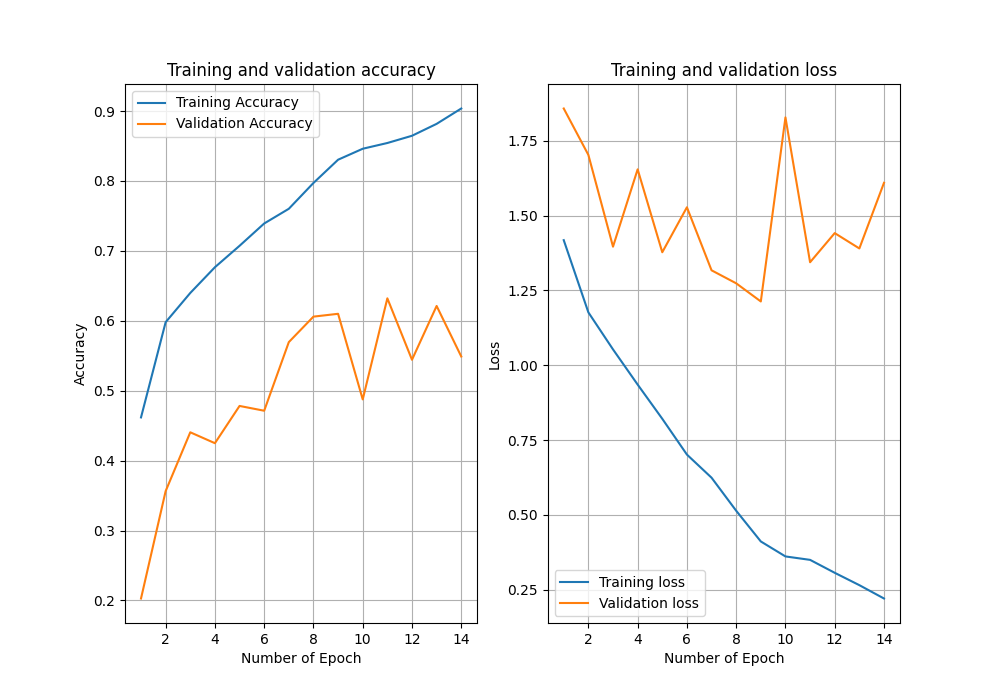 Training and validation accuracy
Training Accuracy
Validation Accuracy
0.9
0.8
0.7
0.6
0.5
0.4
0.3
0.2
Accuracy
2 4 6 8 10 12 14
Number of Epoch
Training and validation loss
1.75
1.50
1.25
1.00
0.75
0.50
0.25
Loss
Training loss
Validation loss
2 4 6 8 10 12 14
Number of Epoch